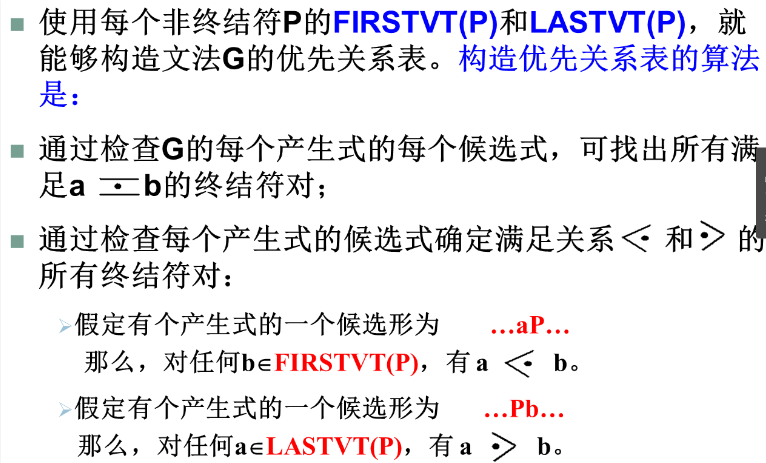 使用每个非终结符P的FIRSTVT(P)和LASTVT(P)，就
能够构造文法G的优先关系表。构造优先关系表的算法
是：
通过检查G的每个产生式的每个候选式，可找出所有满
足a ≐ b的终结符对；
通过检查每个产生式的候选式确定满足关系⋖ 和⋗ 的
所有终结符对：
假定有个产生式的一个候选形为 …aP…
那么，对任何b∈FIRSTVT(P)，有 a ⋖ b。
假定有个产生式的一个候选形为 …Pb…
那么，对任何a∈LASTVT(P)，有 a ⋗ b。